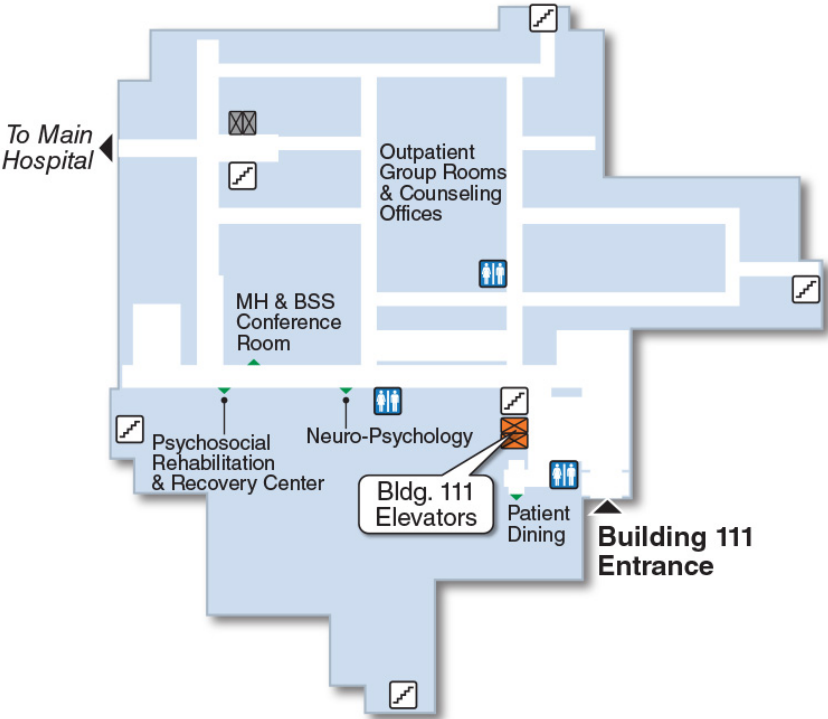 To Main
Hospital
Outpatient
Group Rooms
& Counseling
Offices
MH & BSS
Conference
Room
Psychosocial
Rehabilitation
& Recovery Center
Neuro-Psychology
Bldg. 111
Elevators
Patient
Dining
Building 111
Entrance